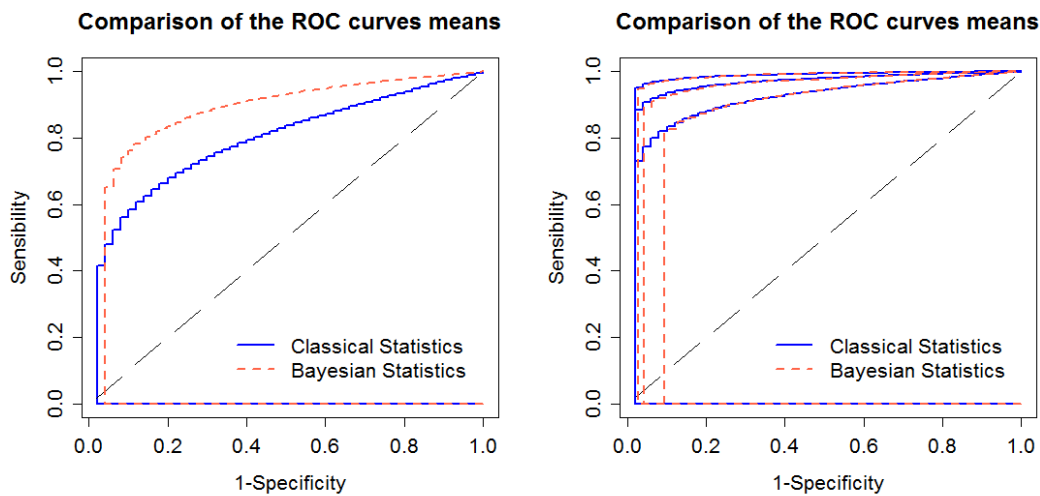 Comparison of the ROC curves means
Sensibility
1.0
0.8
0.6
0.4
0.2
0.0
Classical Statistics
Bayesian Statistics
0.0 0.2 0.4 0.6 0.8 1.0
1-Specificity
Comparison of the ROC curves means
Sensibility
1.0
0.8
0.6
0.4
0.2
0.0
Classical Statistics
Bayesian Statistics
0.0 0.2 0.4 0.6 0.8 1.0
1-Specificity